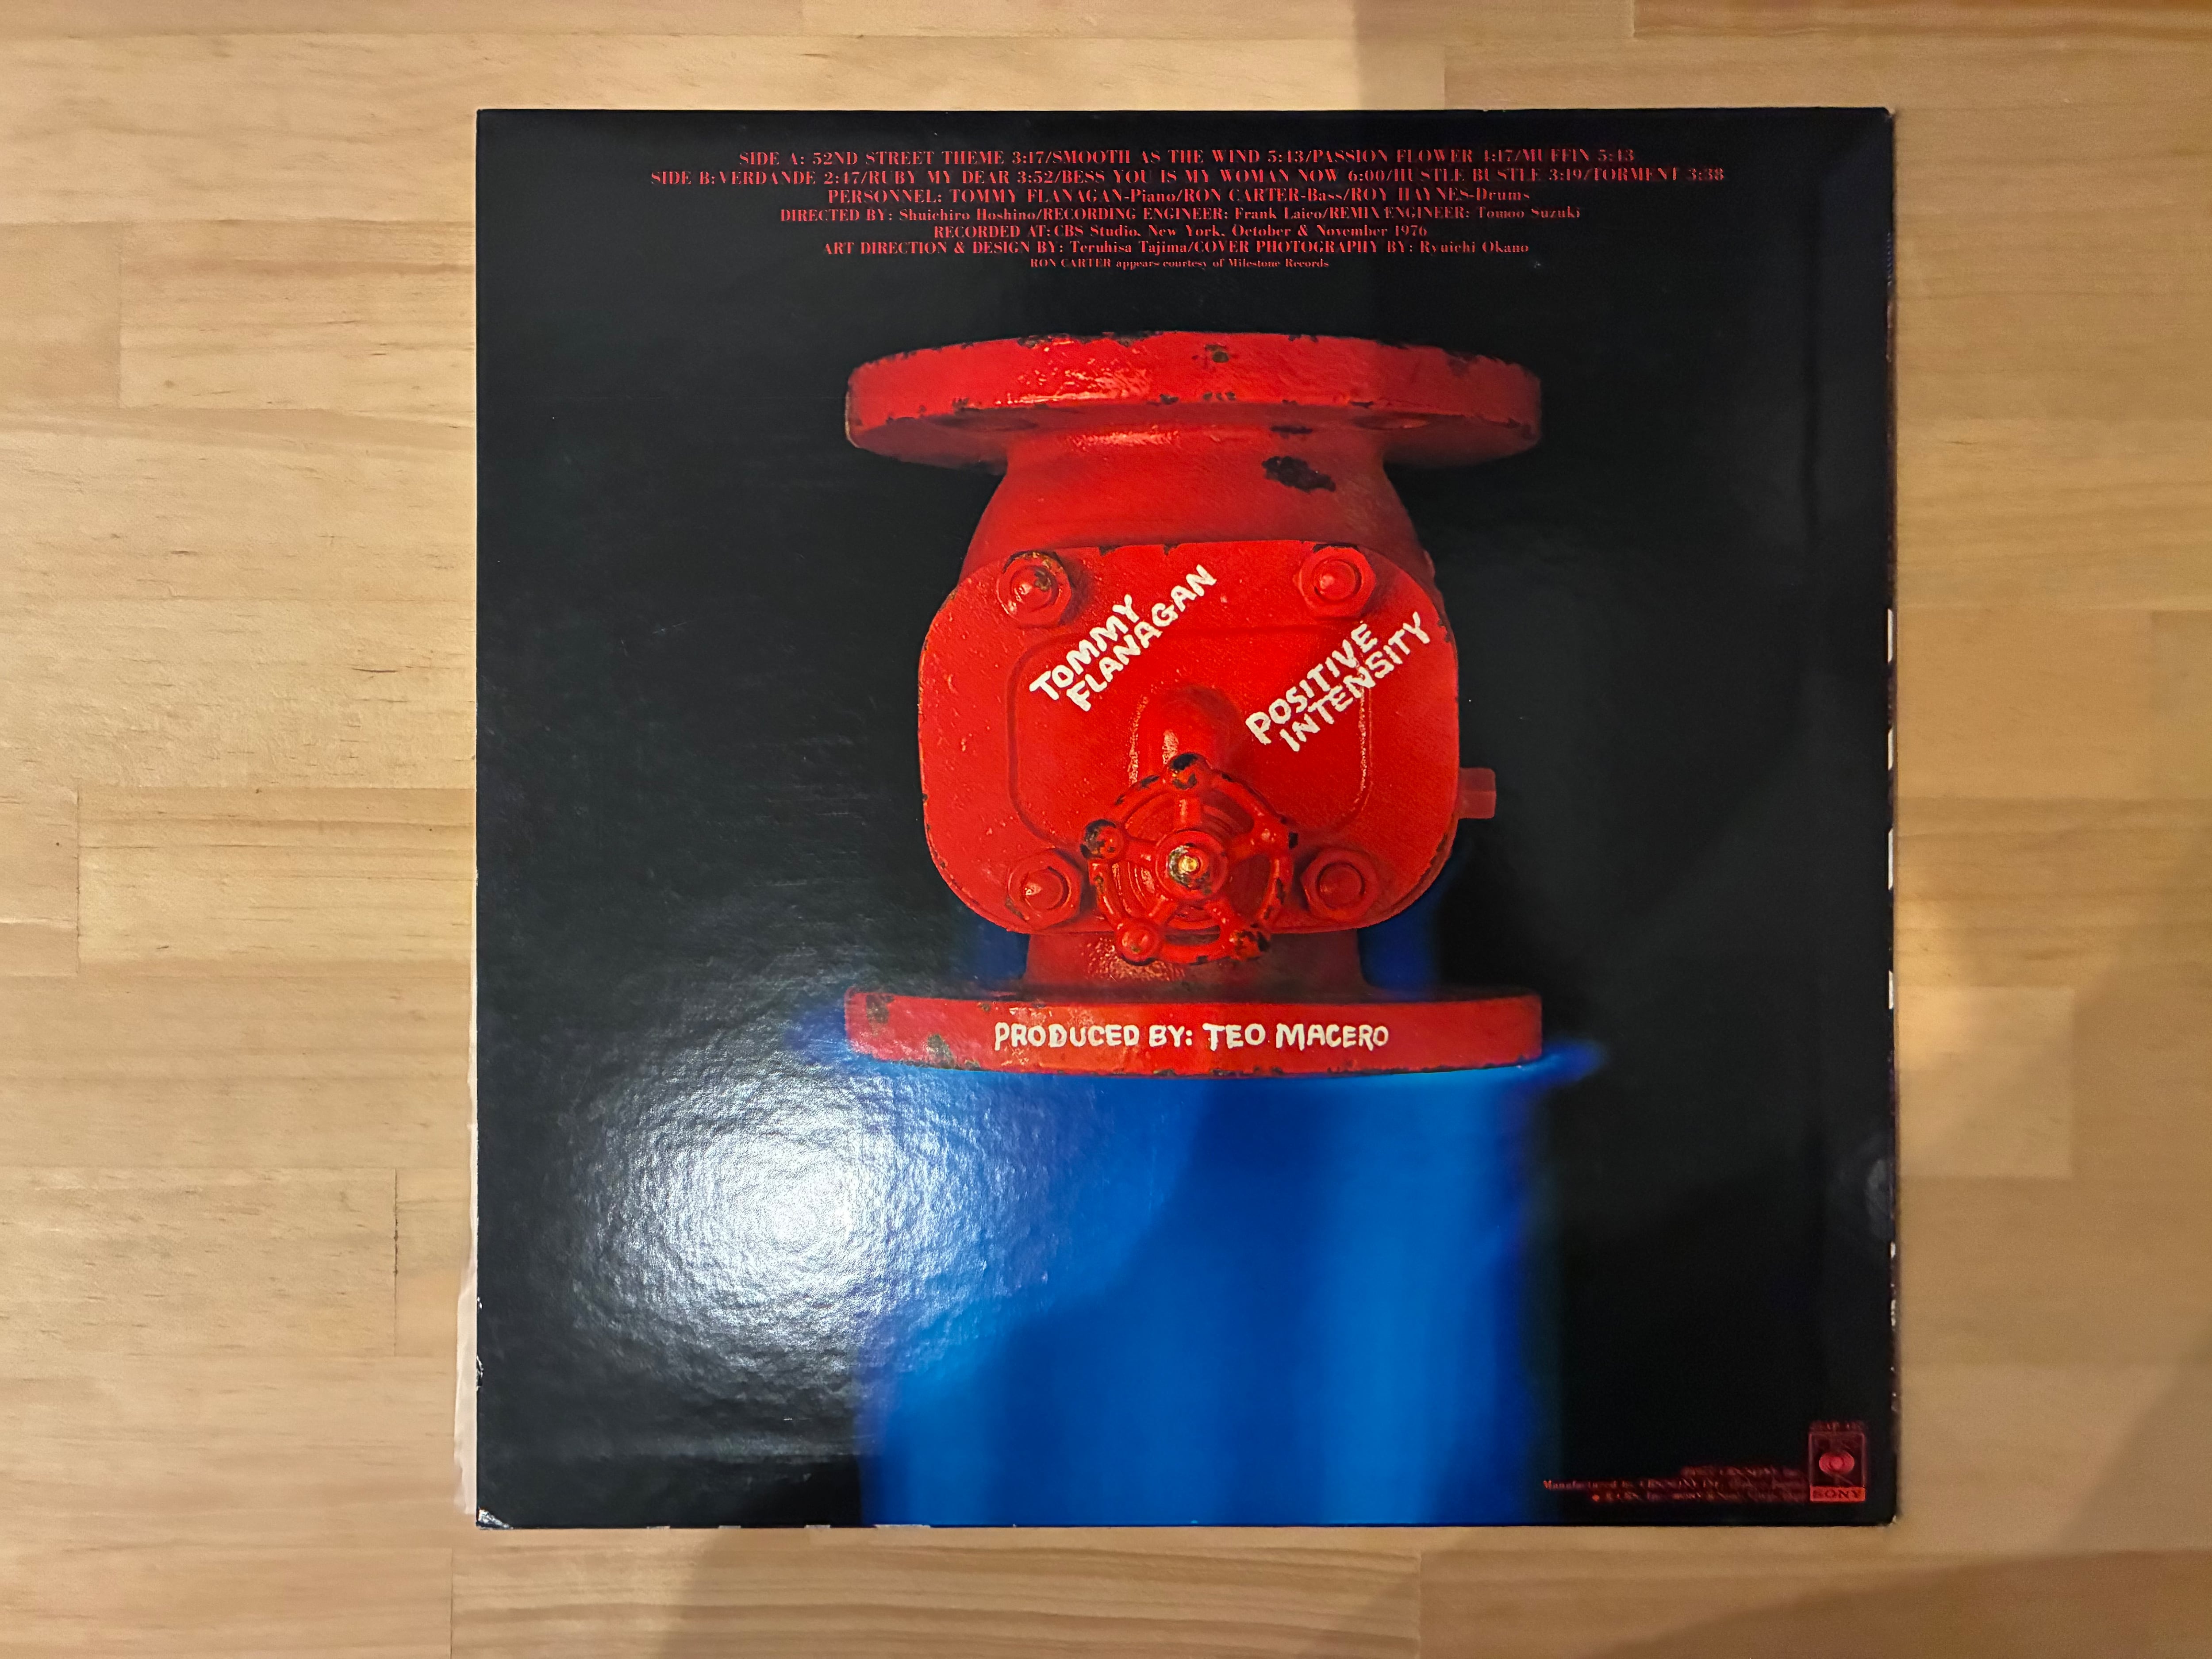 SIDE A: 52ND STREET THEME 3:17/SMOOTH AS THE WIND 5:43/PASSION FLOWER 4:17/MUFFIN 5:43
SIDE B: VERDANDE 2:47/RUBY MY DEAR 3:52/BESS YOU IS MY WOMAN NOW 6:00/HUSTLE BUSTLE 3:19/TORMENT 3:38
PERSONNEL: TOMMY FLANAGAN-Piano/RON CARTER-Bass/ROY HAYNES-Drums
DIRECTED BY: Shuichiro Hoshino/RECORDING ENGINEER: Frank Laico/REMIX ENGINEER: Tomoo Suzuki
RECORDED AT: CBS Studio, New York, October & November 1976
ART DIRECTION & DESIGN BY: Teruhisa Tajima/COVER PHOTOGRAPHY BY: Ryuichi Okano
RON CARTER appears courtesy of Milestone Records
TOMMY
FLANAGAN
POSITIVE
INTENSITY
PRODUCED BY: TEO MACERO
Manufactured by
SONY